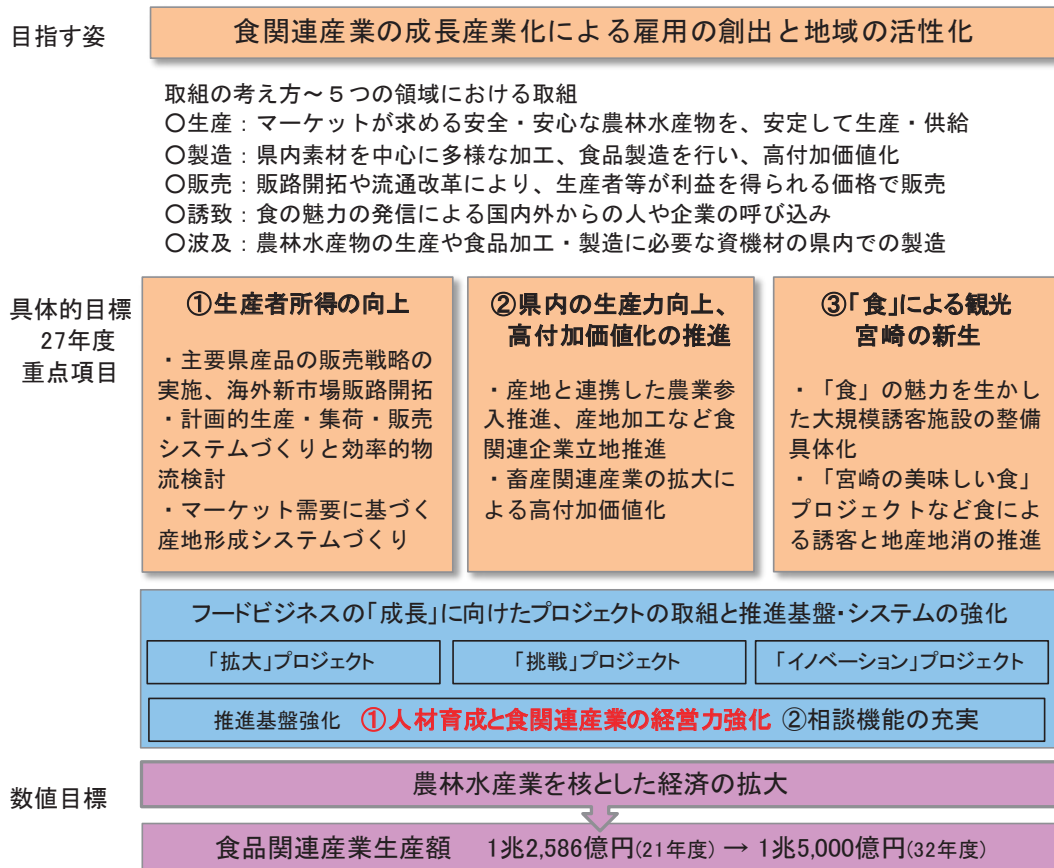 目指す姿
食関連産業の成長産業化による雇用の創出と地域の活性化
取組の考え方～５つの領域における取組
〇生産：マーケットが求める安全・安心な農林水産物を、安定して生産・供給
〇製造：県内素材を中心に多様な加工、食品製造を行い、高付加価値化
〇販売：販路開拓や流通改革により、生産者等が利益を得られる価格で販売
〇誘致：食の魅力の発信による国内外からの人や企業の呼び込み
〇波及：農林水産物の生産や食品加工・製造に必要な資機材の県内での製造
具体的目標
27年度
重点項目
①生産者所得の向上
・主要県産品の販売戦略の
実施、海外新市場販路開拓
・計画的生産・集荷・販売
システムづくりと効率的物
流検討
・マーケット需要に基づく
産地形成システムづくり
②県内の生産力向上、
高付加価値化の推進
・産地と連携した農業参
入推進、産地加工など食
関連企業立地推進
・畜産関連産業の拡大に
よる高付加価値化
③「食」による観光
宮崎の新生
・「食」の魅力を生かし
た大規模誘客施設の整備
具体化
・「宮崎の美味しい食」
プロジェクトなど食によ
る誘客と地産地消の推進
フードビジネスの「成長」に向けたプロジェクトの取組と推進基盤・システムの強化
「拡大」プロジェクト
「挑戦」プロジェクト
「イノベーション」プロジェクト
推進基盤強化 ①人材育成と食関連産業の経営力強化 ②相談機能の充実
数値目標
農林水産業を核とした経済の拡大
食品関連産業生産額 1兆2,586億円(21年度) → 1兆5,000億円(32年度)